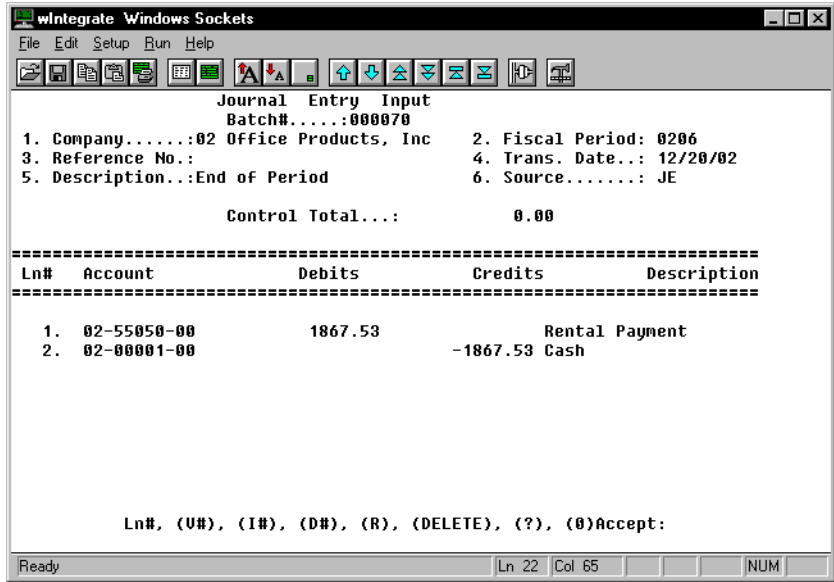 wIntegrate Windows Sockets
File Edit Setup Run Help
Journal Entry Input
Batch#.....:000070
1. Company......:02 Office Products, Inc 2. Fiscal Period: 0206
3. Reference No.: 4. Trans. Date..: 12/20/02
5. Description..:End of Period 6. Source.......: JE
Control Total...: 0.00
=====================================================================================
Ln# Account Debits Credits Description
=====================================================================================
1. 02-55050-00 1867.53 Rental Payment
2. 02-00001-00 -1867.53 Cash
Ln#, (V#), (I#), (D#), (R), (DELETE), (?), (0)Accept:
Ready Ln 22 Col 65 NUM